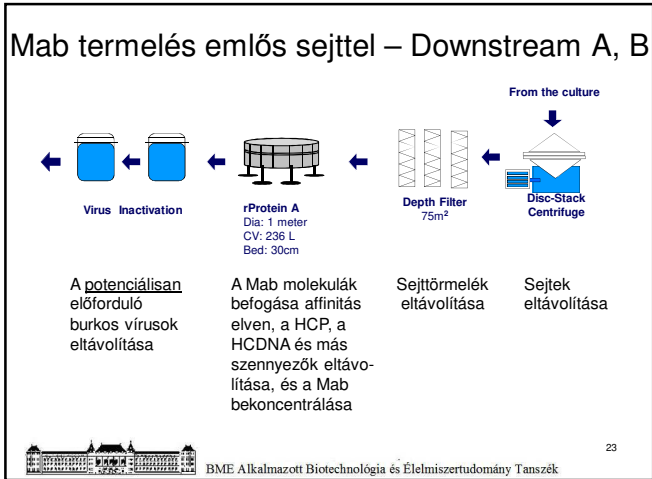 Mab termelés emlős sejttel – Downstream A, B
From the culture
Virus Inactivation
rProtein A
Dia: 1 meter
CV: 236 L
Bed: 30cm
Depth Filter
75m²
Disc-Stack
Centrifuge
A potenciálisan
előforduló
burkos vírusok
eltávolítása
A Mab molekulák
befogása affinitás
elven, a HCP, a
HCDNA és más
szennyezők eltávo-
lítása, és a Mab
bekoncentrálása
Sejttörmelék
eltávolítása
Sejtek
eltávolítása
23
BME Alkalmazott Biotechnológia és Élelmiszertudomány Tanszék